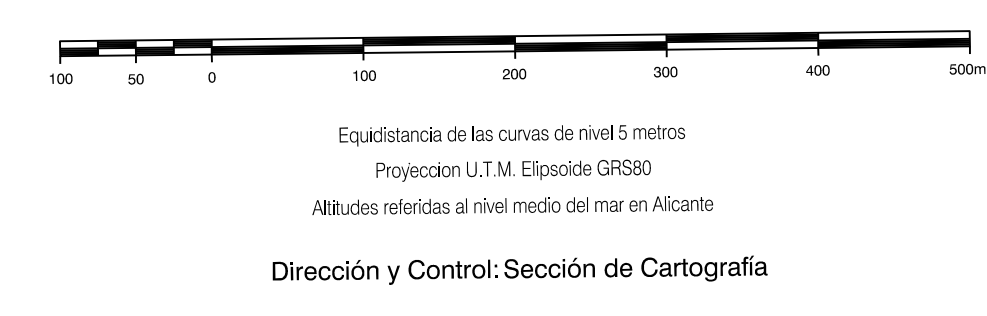 100 50 0 100 200 300 400 500m
Equidistancia de las curvas de nivel 5 metros
Proyeccion U.T.M. Elipsoide GRS80
Altitudes referidas al nivel medio del mar en Alicante
Dirección y Control: Sección de Cartografía